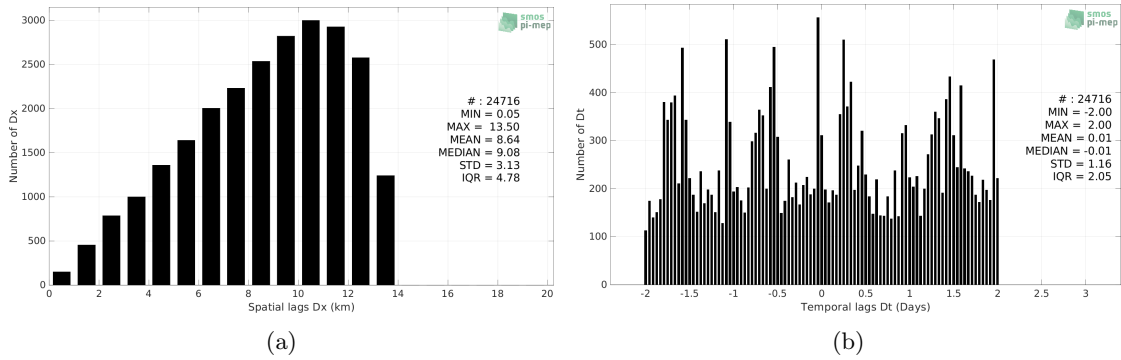 smos
pi-mep
3000
2500
2000
1500
1000
500
0
Number of Dx
# : 24716
MIN = 0.05
MAX = 13.50
MEAN = 8.64
MEDIAN = 9.08
STD = 3.13
IQR = 4.78
0 2 4 6 8 10 12 14 16 18 20
Spatial lags Dx (km)
(a)
smos
pi-mep
500
400
300
200
100
0
Number of Dt
# : 24716
MIN = -2.00
MAX = 2.00
MEAN = 0.01
MEDIAN = -0.01
STD = 1.16
IQR = 2.05
-2 -1.5 -1 -0.5 0 0.5 1 1.5 2 2.5 3
Temporal lags Dt (Days)
(b)